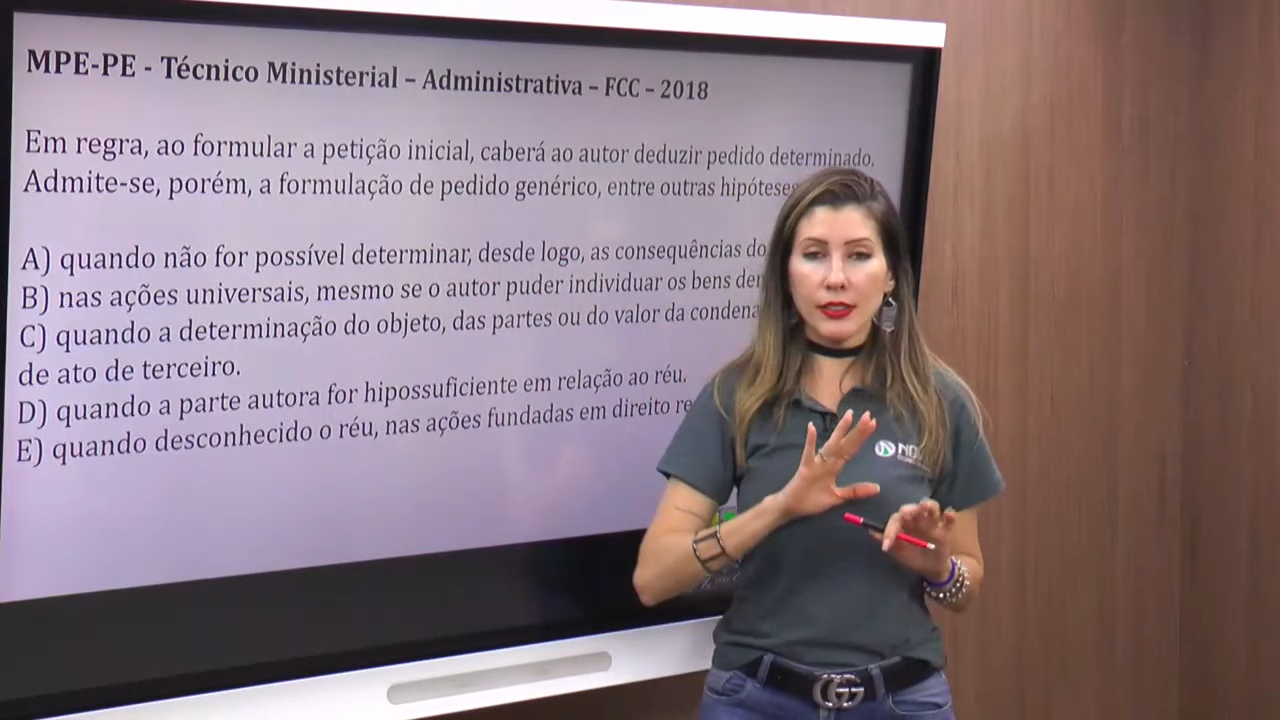 MPE-PE - Técnico Ministerial – Administrativa – FCC – 2018
Em regra, ao formular a petição inicial, caberá ao autor deduzir pedido determinado.
Admite-se, porém, a formulação de pedido genérico, entre outras hipóteses
A) quando não for possível determinar, desde logo, as consequências do
B) nas ações universais, mesmo se o autor puder individuar os bens
C) quando a determinação do objeto, das partes ou do valor da
de ato de terceiro.
D) quando a parte autora for hipossuficiente em relação ao réu.
E) quando desconhecido o réu, nas ações fundadas em direito